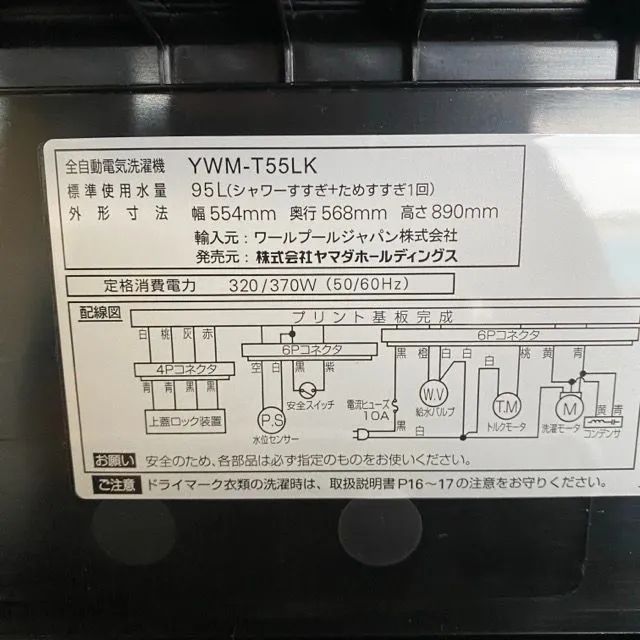 全自動電気洗濯機 YWM-T55LK
標準使用水量 95L(シャワーすすぎ+ためすすぎ1回)
外形寸法 幅554mm 奥行568mm 高さ890mm
輸入元：ワールプールジャパン株式会社
発売元：株式会社ヤマダホールディングス
定格消費電力 320/370W (50/60Hz)
配線図
プリント基板完成
白 桃 灰 赤
4Pコネクタ
青 青 黒 黒
上蓋ロック装置
6Pコネクタ
空 白 黒 紫
安全スイッチ
P.S
水位センサー
6Pコネクタ
黒 橙 白 白 白 桃 黄 青
電流ヒューズ
10A
黒
白
W.V
給水バルブ
T.M
トルクモータ
M
洗濯モータ
黄 青
コンデンサ
お願い 安全のため、各部品は必ず指定のものをお使いください。
ご注意 ドライマーク衣類の洗濯時は、取扱説明書P16～17の注意をお守りください。